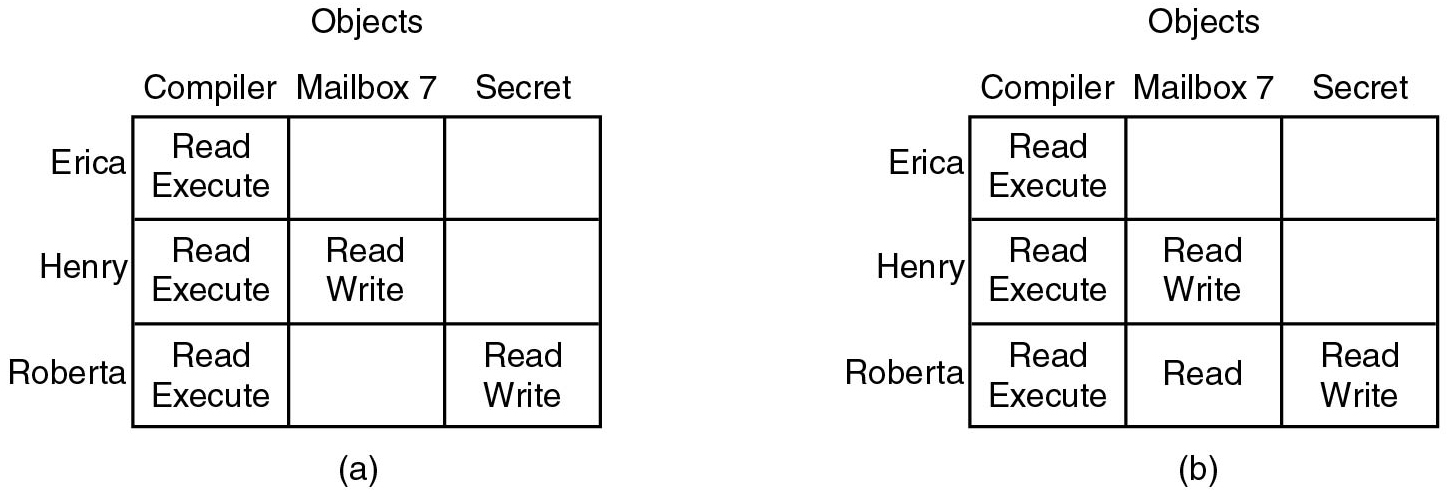 Objects
Compiler Mailbox 7 Secret
Erica
Read
Execute
Henry
Read
Execute
Read
Write
Roberta
Read
Execute
Read
Write
(a)
Objects
Compiler Mailbox 7 Secret
Erica
Read
Execute
Henry
Read
Execute
Read
Write
Roberta
Read
Execute
Read
Read
Write
(b)